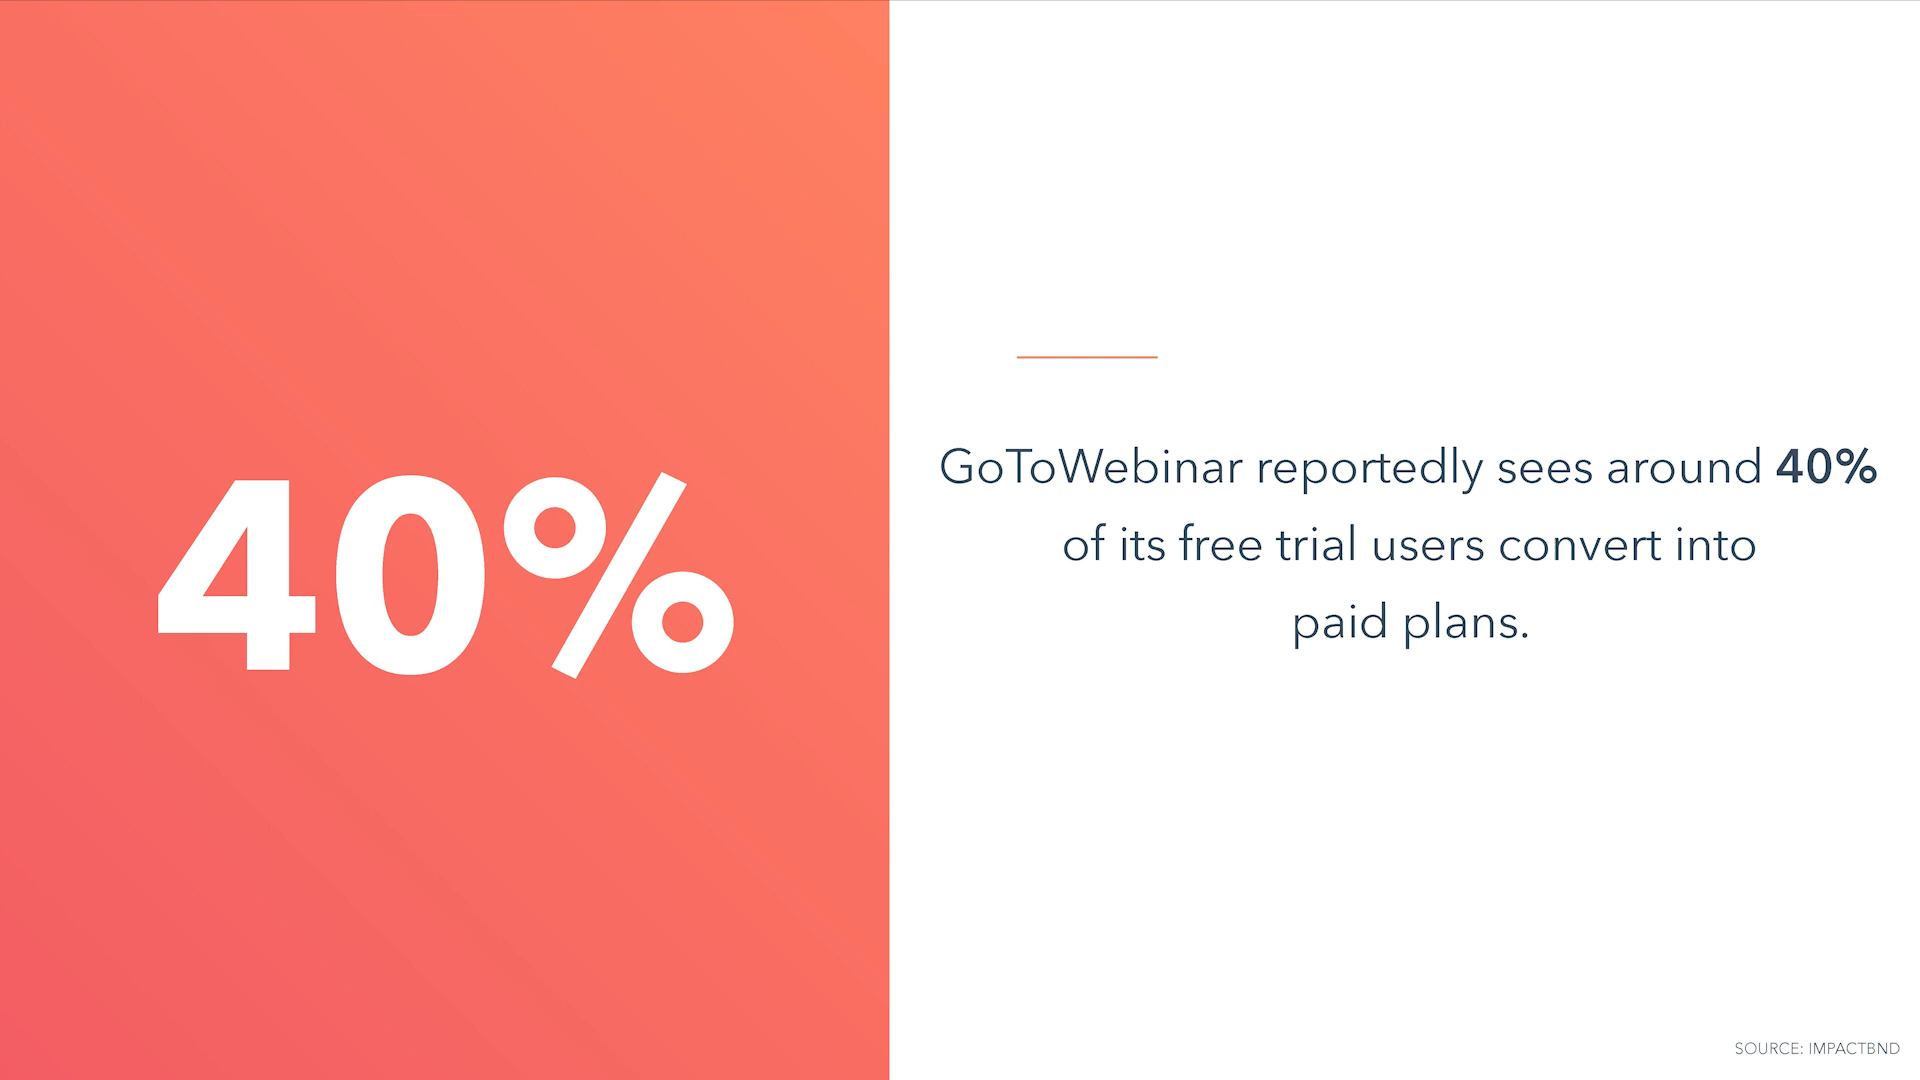 40%
GoToWebinar reportedly sees around 40%
of its free trial users convert into
paid plans.
SOURCE: IMPACTBND